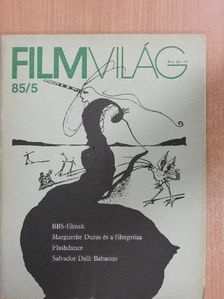 FILMVILÁG
85/5
BBS-filmek
Marguerite Duras és a filmpróza
Flashdance
Salvador Dalí: Babaouo